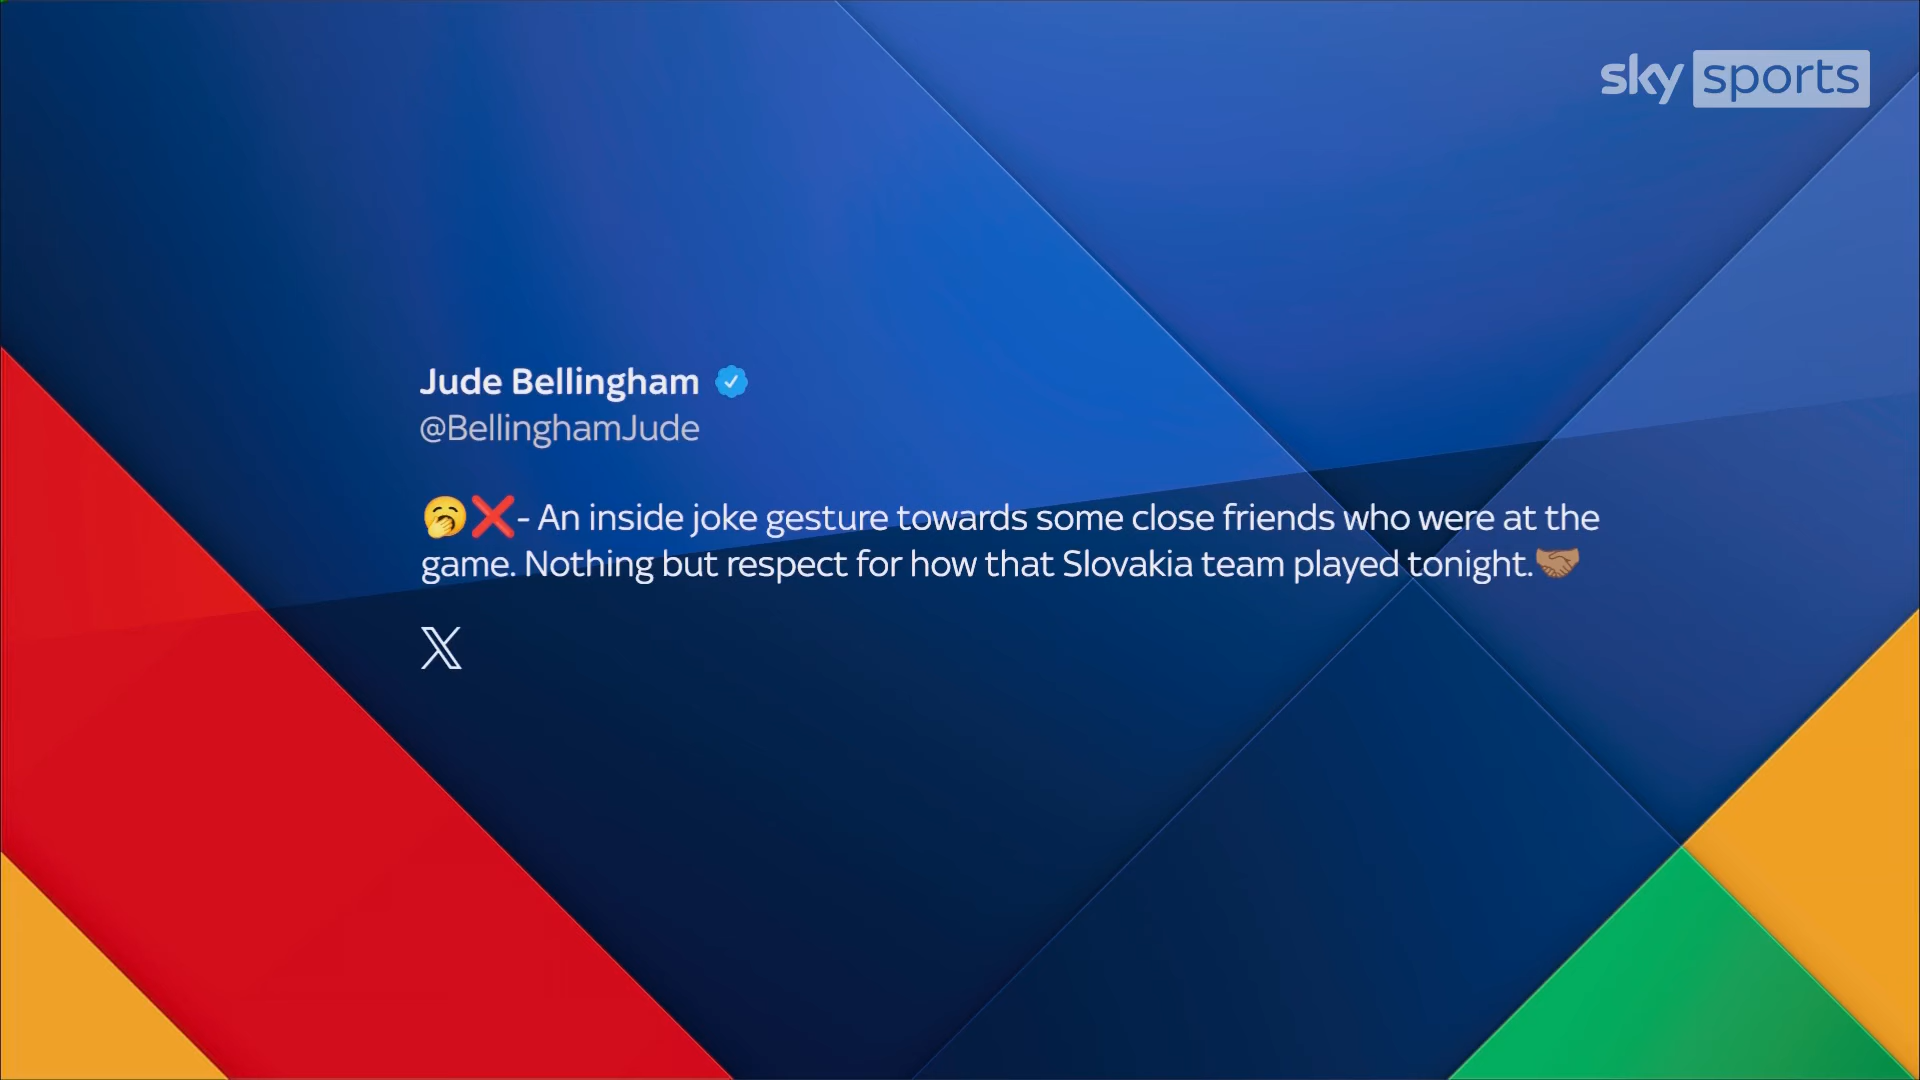 sky sports
Jude Bellingham
@BellinghamJude
🥱❌- An inside joke gesture towards some close friends who were at the
game. Nothing but respect for how that Slovakia team played tonight.🤝🏽
X